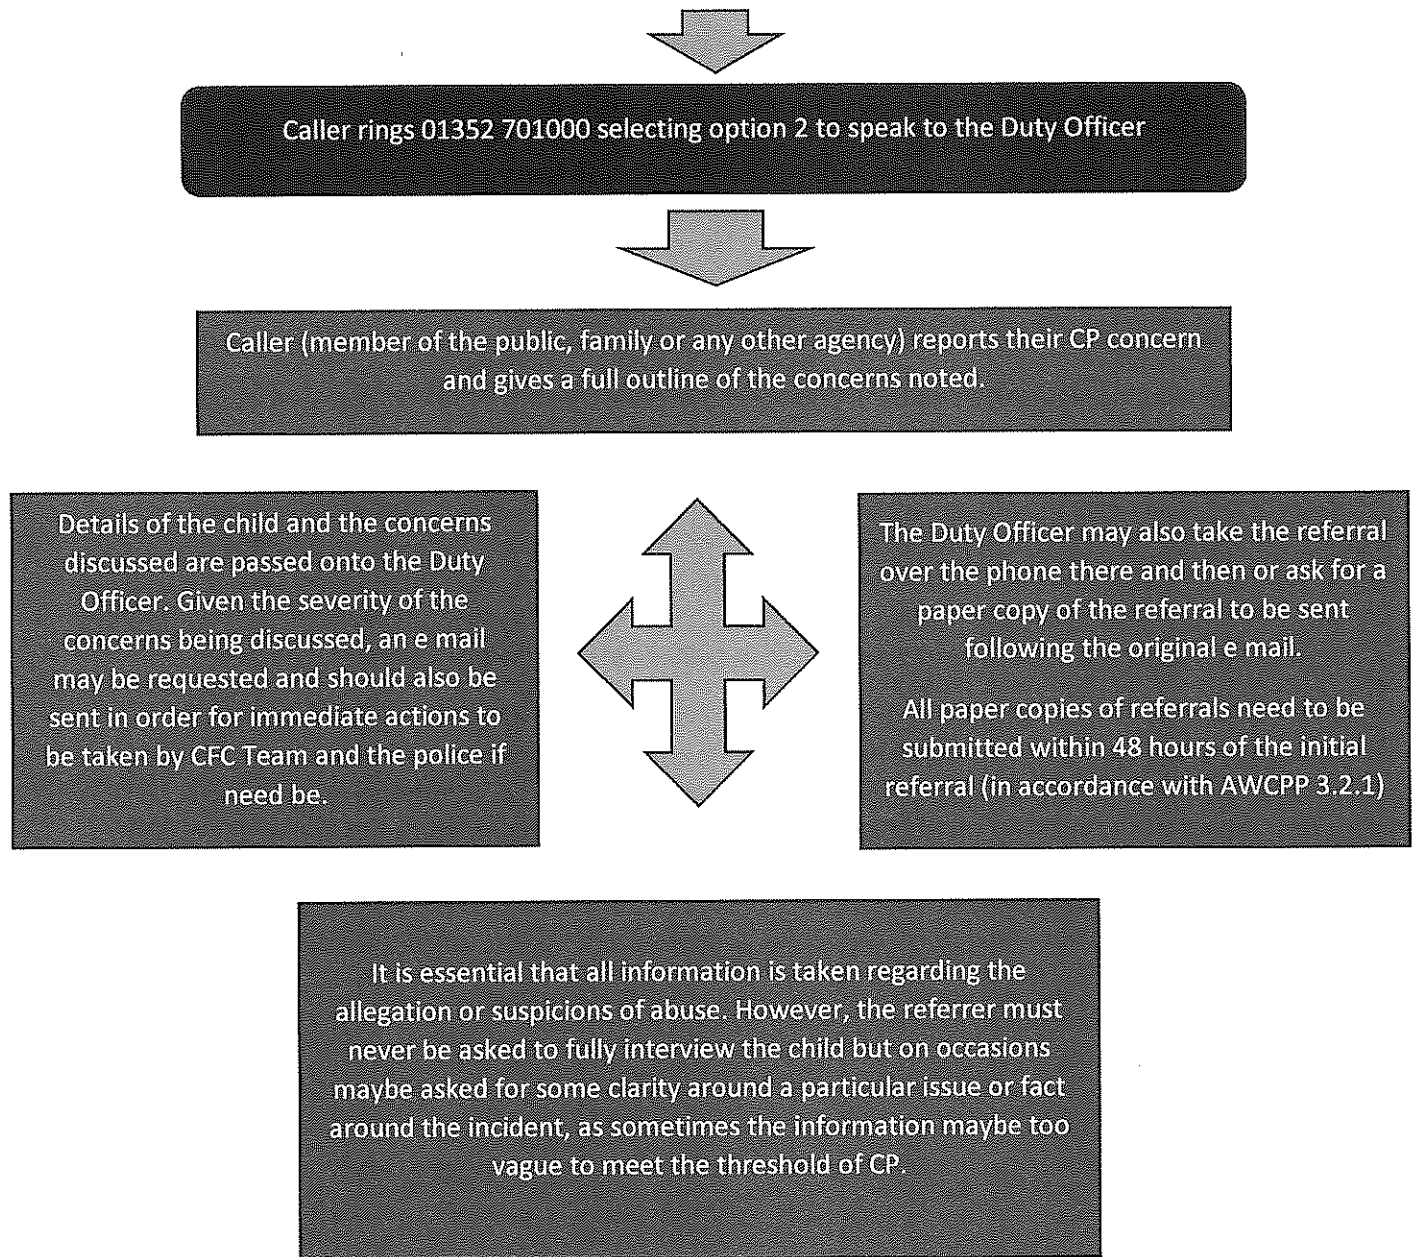 Caller rings 01352 701000 selecting option 2 to speak to the Duty Officer
Caller (member of the public, family or any other agency) reports their CP concern
and gives a full outline of the concerns noted.
Details of the child and the concerns
discussed are passed onto the Duty
Officer. Given the severity of the
concerns being discussed, an e mail
may be requested and should also be
sent in order for immediate actions to
be taken by CFC Team and the police if
need be.
The Duty Officer may also take the referral
over the phone there and then or ask for a
paper copy of the referral to be sent
following the original e mail.
All paper copies of referrals need to be
submitted within 48 hours of the initial
referral (in accordance with AWCPP 3.2.1)
It is essential that all information is taken regarding the
allegation or suspicions of abuse. However, the referrer must
never be asked to fully interview the child but on occasions
maybe asked for some clarity around a particular issue or fact
around the incident, as sometimes the information maybe too
vague to meet the threshold of CP.